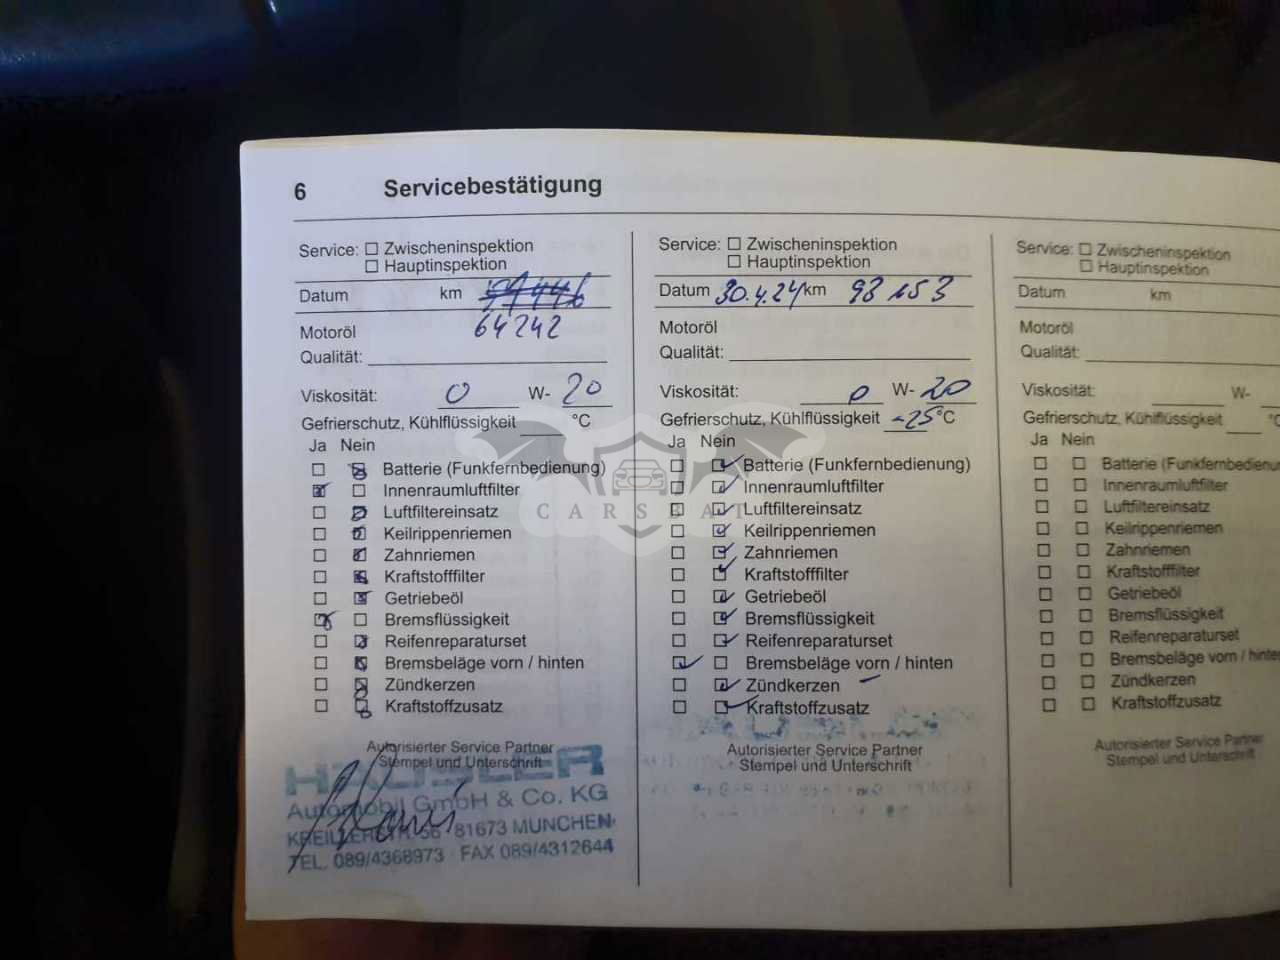 6 Servicebestätigung
Service: Zwischeninspektion
Hauptinspektion
Datum km
64242
Motoröl
Qualität:
Viskosität: 0 W- 20
Gefrierschutz, Kühlflüssigkeit °C
Ja Nein
Batterie (Funkfernbedienung)
Innenraumluftfilter
Luftfiltereinsatz
Keilrippenriemen
Zahnriemen
Kraftstofffilter
Getriebeöl
Bremsflüssigkeit
Reifenreparaturset
Bremsbeläge vorn / hinten
Zündkerzen
Kraftstoffzusatz
Autorisierter Service Partner
Stempel und Unterschrift
HÄUSLER
Automobil GmbH & Co. KG
KREILLERSTR. 56 · 81673 MÜNCHEN
TEL. 089/4368973 · FAX 089/4312644
Service: Zwischeninspektion
Hauptinspektion
Datum 30.4.24 km 93153
Motoröl
Qualität:
Viskosität: 0 W- 20
Gefrierschutz, Kühlflüssigkeit -25 °C
Ja Nein
Batterie (Funkfernbedienung)
Innenraumluftfilter
Luftfiltereinsatz
Keilrippenriemen
Zahnriemen
Kraftstofffilter
Getriebeöl
Bremsflüssigkeit
Reifenreparaturset
Bremsbeläge vorn / hinten
Zündkerzen
Kraftstoffzusatz
Autorisierter Service Partner
Stempel und Unterschrift
Service: Zwischeninspektion
Hauptinspektion
Datum km
Motoröl
Qualität:
Viskosität: W-
Gefrierschutz, Kühlflüssigkeit °C
Ja Nein
Batterie (Funkfernbedienun
Innenraumluftfilter
Luftfiltereinsatz
Keilrippenriemen
Zahnriemen
Kraftstofffilter
Getriebeöl
Bremsflüssigkeit
Reifenreparaturset
Bremsbeläge vorn / hinten
Zündkerzen
Kraftstoffzusatz
Autorisierter Service Partner
Stempel und Unterschrift
CARSBAT